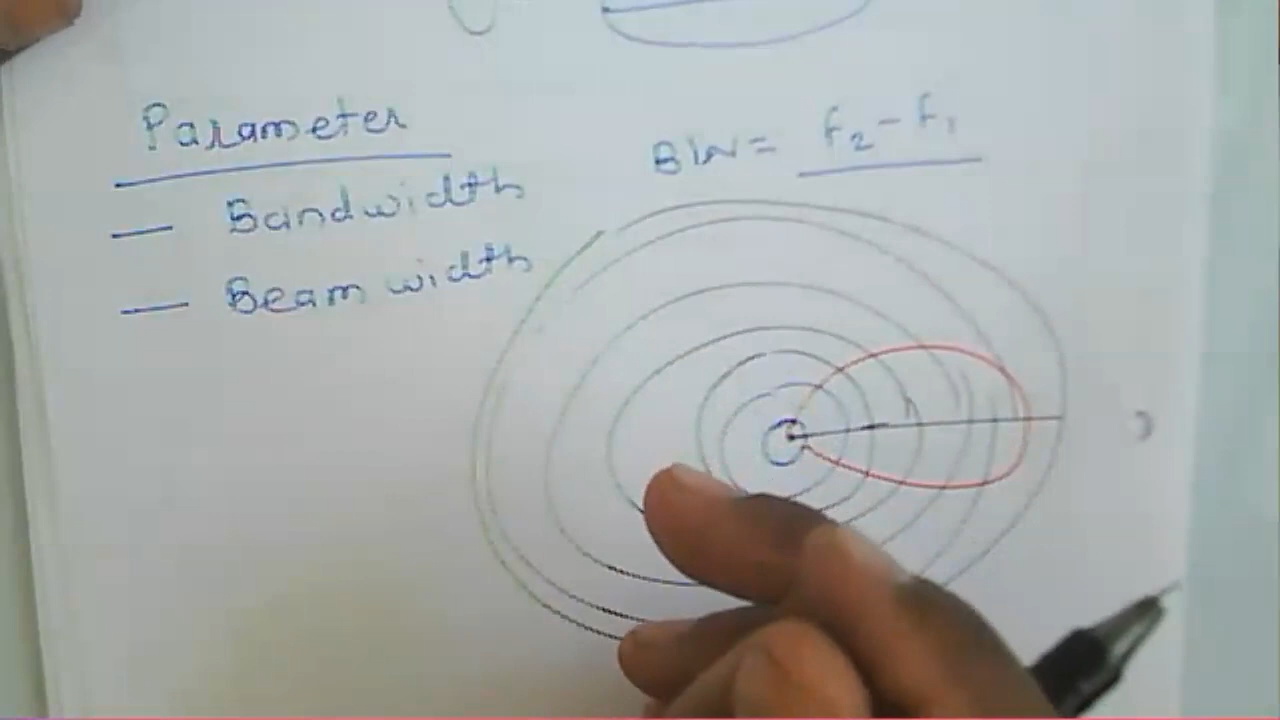 Parameter
BW = f2 - f1
— Bandwidth
— Beam width